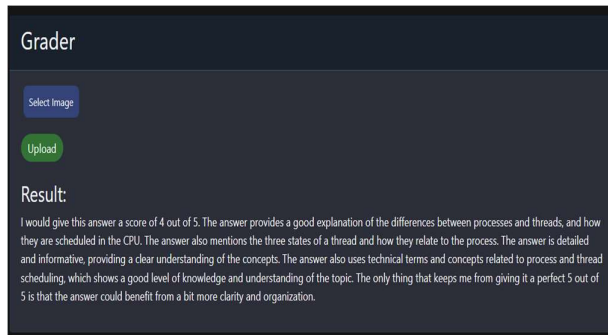 Grader
Select Image
Upload
Result:
I would give this answer a score of 4 out of 5. The answer provides a good explanation of the differences between processes and threads, and how
they are scheduled in the CPU. The answer also mentions the three states of a thread and how they relate to the process. The answer is detailed
and informative, providing a clear understanding of the concepts. The answer also uses technical terms and concepts related to process and thread
scheduling, which shows a good level of knowledge and understanding of the topic. The only thing that keeps me from giving it a perfect 5 out of
5 is that the answer could benefit from a bit more clarity and organization.